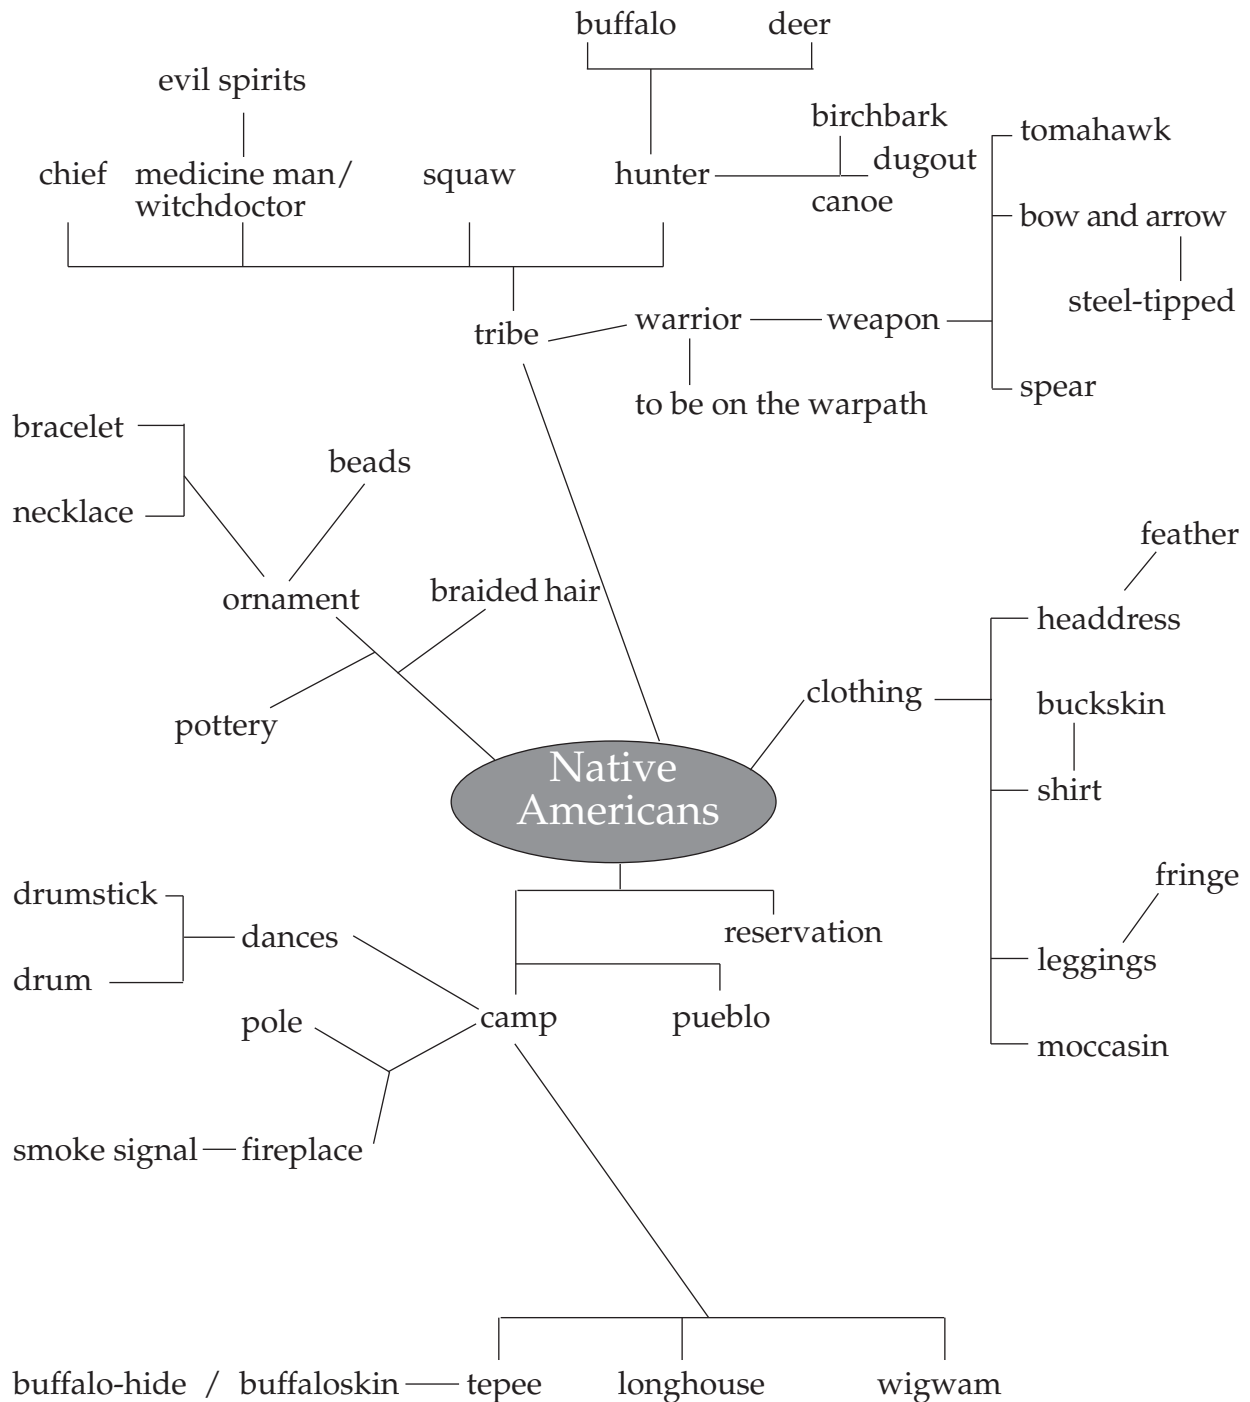 buffalo deer
evil spirits
birchbark
tomahawk
dugout
chief medicine man/ squaw hunter
witchdoctor
canoe
bow and arrow
steel-tipped
tribe warrior weapon
spear
to be on the warpath
bracelet
beads
necklace
feather
braided hair
ornament
headdress
clothing
buckskin
pottery
Native
Americans
shirt
fringe
drumstick
reservation
dances
leggings
drum
pole
camp
pueblo
moccasin
smoke signal fireplace
buffalo-hide / buffaloskin tepee longhouse wigwam